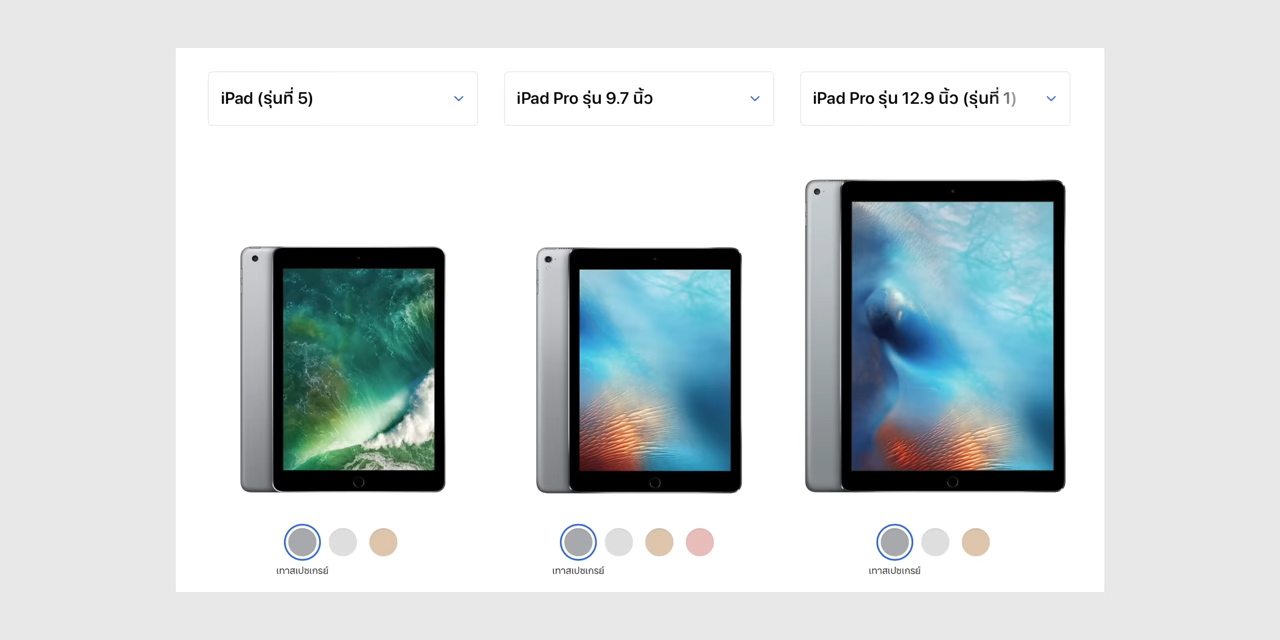 iPad (รุ่นที่ 5)
iPad Pro รุ่น 9.7 นิ้ว
iPad Pro รุ่น 12.9 นิ้ว (รุ่นที่ 1)
เทาสเปซเกรย์
เทาสเปซเกรย์
เทาสเปซเกรย์